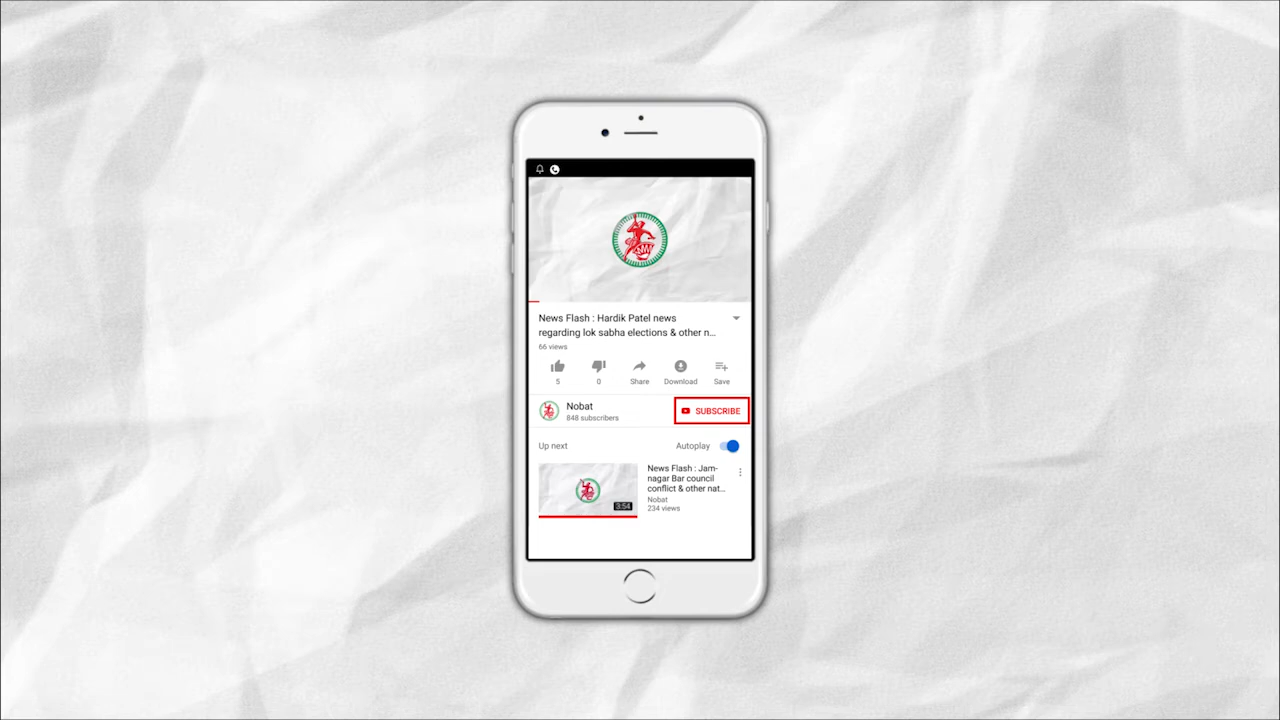 News Flash : Hardik Patel news
regarding lok sabha elections & other n...
66 views
5
0
Share
Download
Save
Nobat
848 subscribers
SUBSCRIBE
Up next
Autoplay
News Flash : Jam-
nagar Bar council
conflict & other nat...
Nobat
234 views
3:54